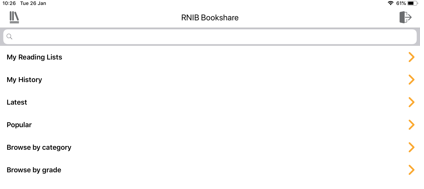 10:26 Tue 26 Jan 61%
RNIB Bookshare
My Reading Lists
My History
Latest
Popular
Browse by category
Browse by grade